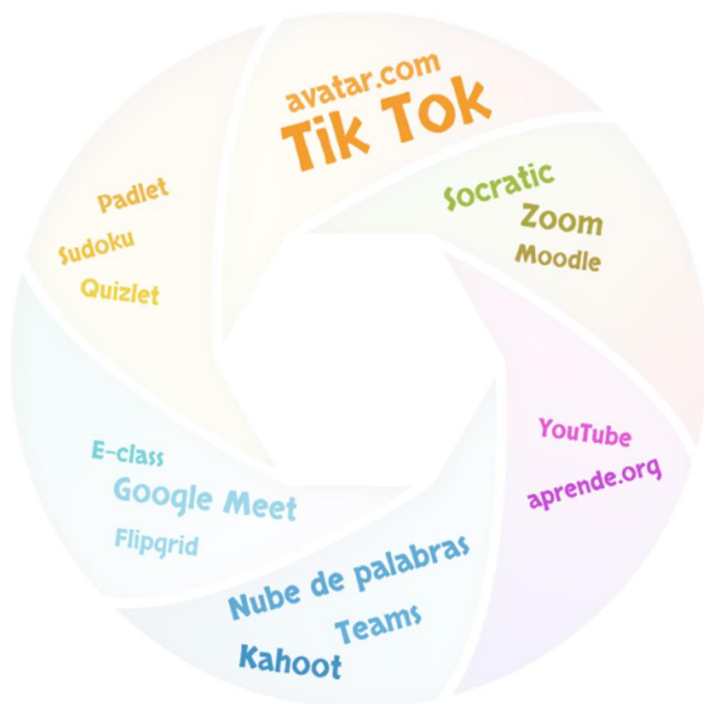 avatar.com
Tik Tok
Socratic
Zoom
Moodle
Padlet
Sudoku
Quizlet
YouTube
aprende.org
E-class
Google Meet
Flipgrid
Nube de palabras
Teams
Kahoot